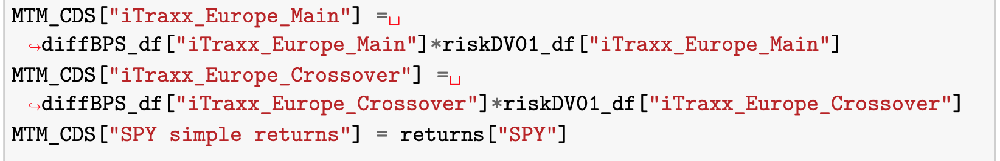 MTM_CDS["iTraxx_Europe_Main"] =␣
↪diffBPS_df["iTraxx_Europe_Main"]*riskDV01_df["iTraxx_Europe_Main"]
MTM_CDS["iTraxx_Europe_Crossover"] =␣
↪diffBPS_df["iTraxx_Europe_Crossover"]*riskDV01_df["iTraxx_Europe_Crossover"]
MTM_CDS["SPY simple returns"] = returns["SPY"]